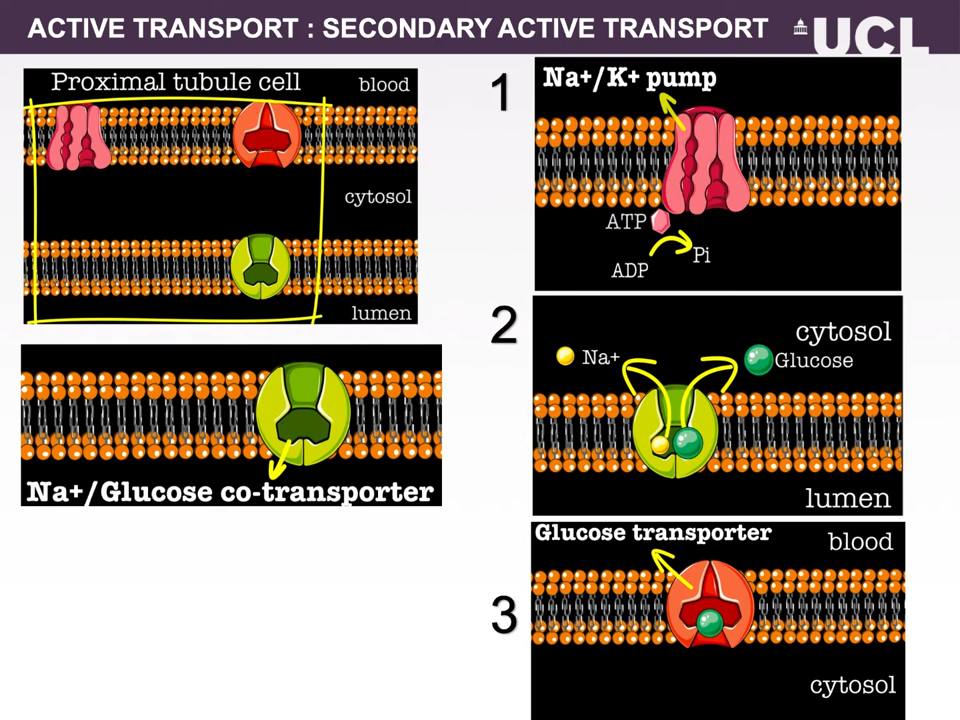 ACTIVE TRANSPORT : SECONDARY ACTIVE TRANSPORT
UCL
Proximal tubule cell
blood
cytosol
lumen
Na+/Glucose co-transporter
1
Na+/K+ pump
ATP
ADP
Pi
2
cytosol
Na+
Glucose
lumen
3
Glucose transporter
blood
cytosol